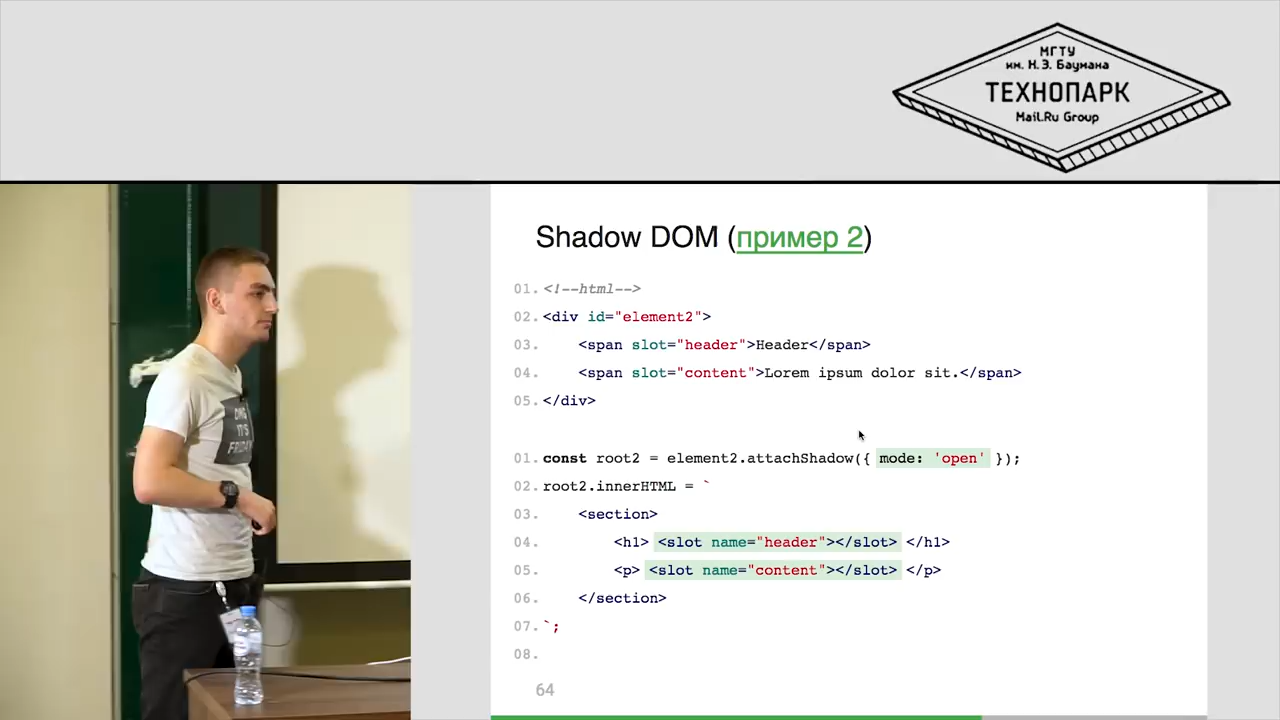 МГТУ
им. Н.Э. Баумана
ТЕХНОПАРК
Mail.Ru Group
OMG
IT'S
FRIDAY
Shadow DOM (пример 2)
01. <!--html-->
02. <div id="element2">
03.     <span slot="header">Header</span>
04.     <span slot="content">Lorem ipsum dolor sit.</span>
05. </div>
01. const root2 = element2.attachShadow({ mode: 'open' });
02. root2.innerHTML = `
03.     <section>
04.         <h1> <slot name="header"></slot> </h1>
05.         <p> <slot name="content"></slot> </p>
06.     </section>
07. `;
08.
64